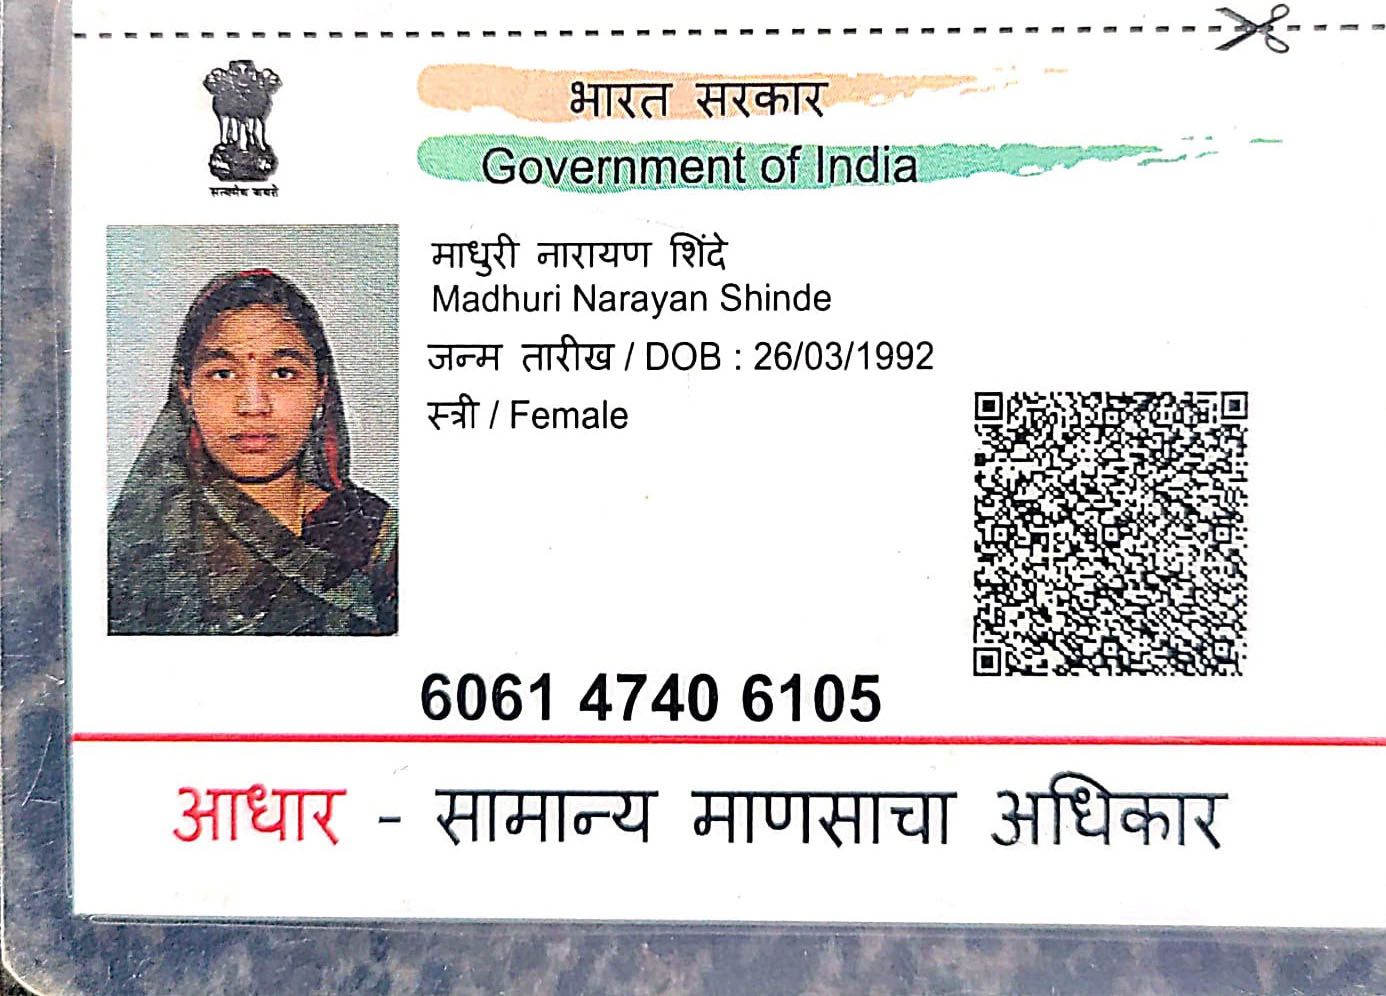 भारत सरकार
Government of India
सत्यमेव जयते
माधुरी नारायण शिंदे
Madhuri Narayan Shinde
जन्म तारीख / DOB : 26/03/1992
स्त्री / Female
6061 4740 6105
आधार - सामान्य माणसाचा अधिकार